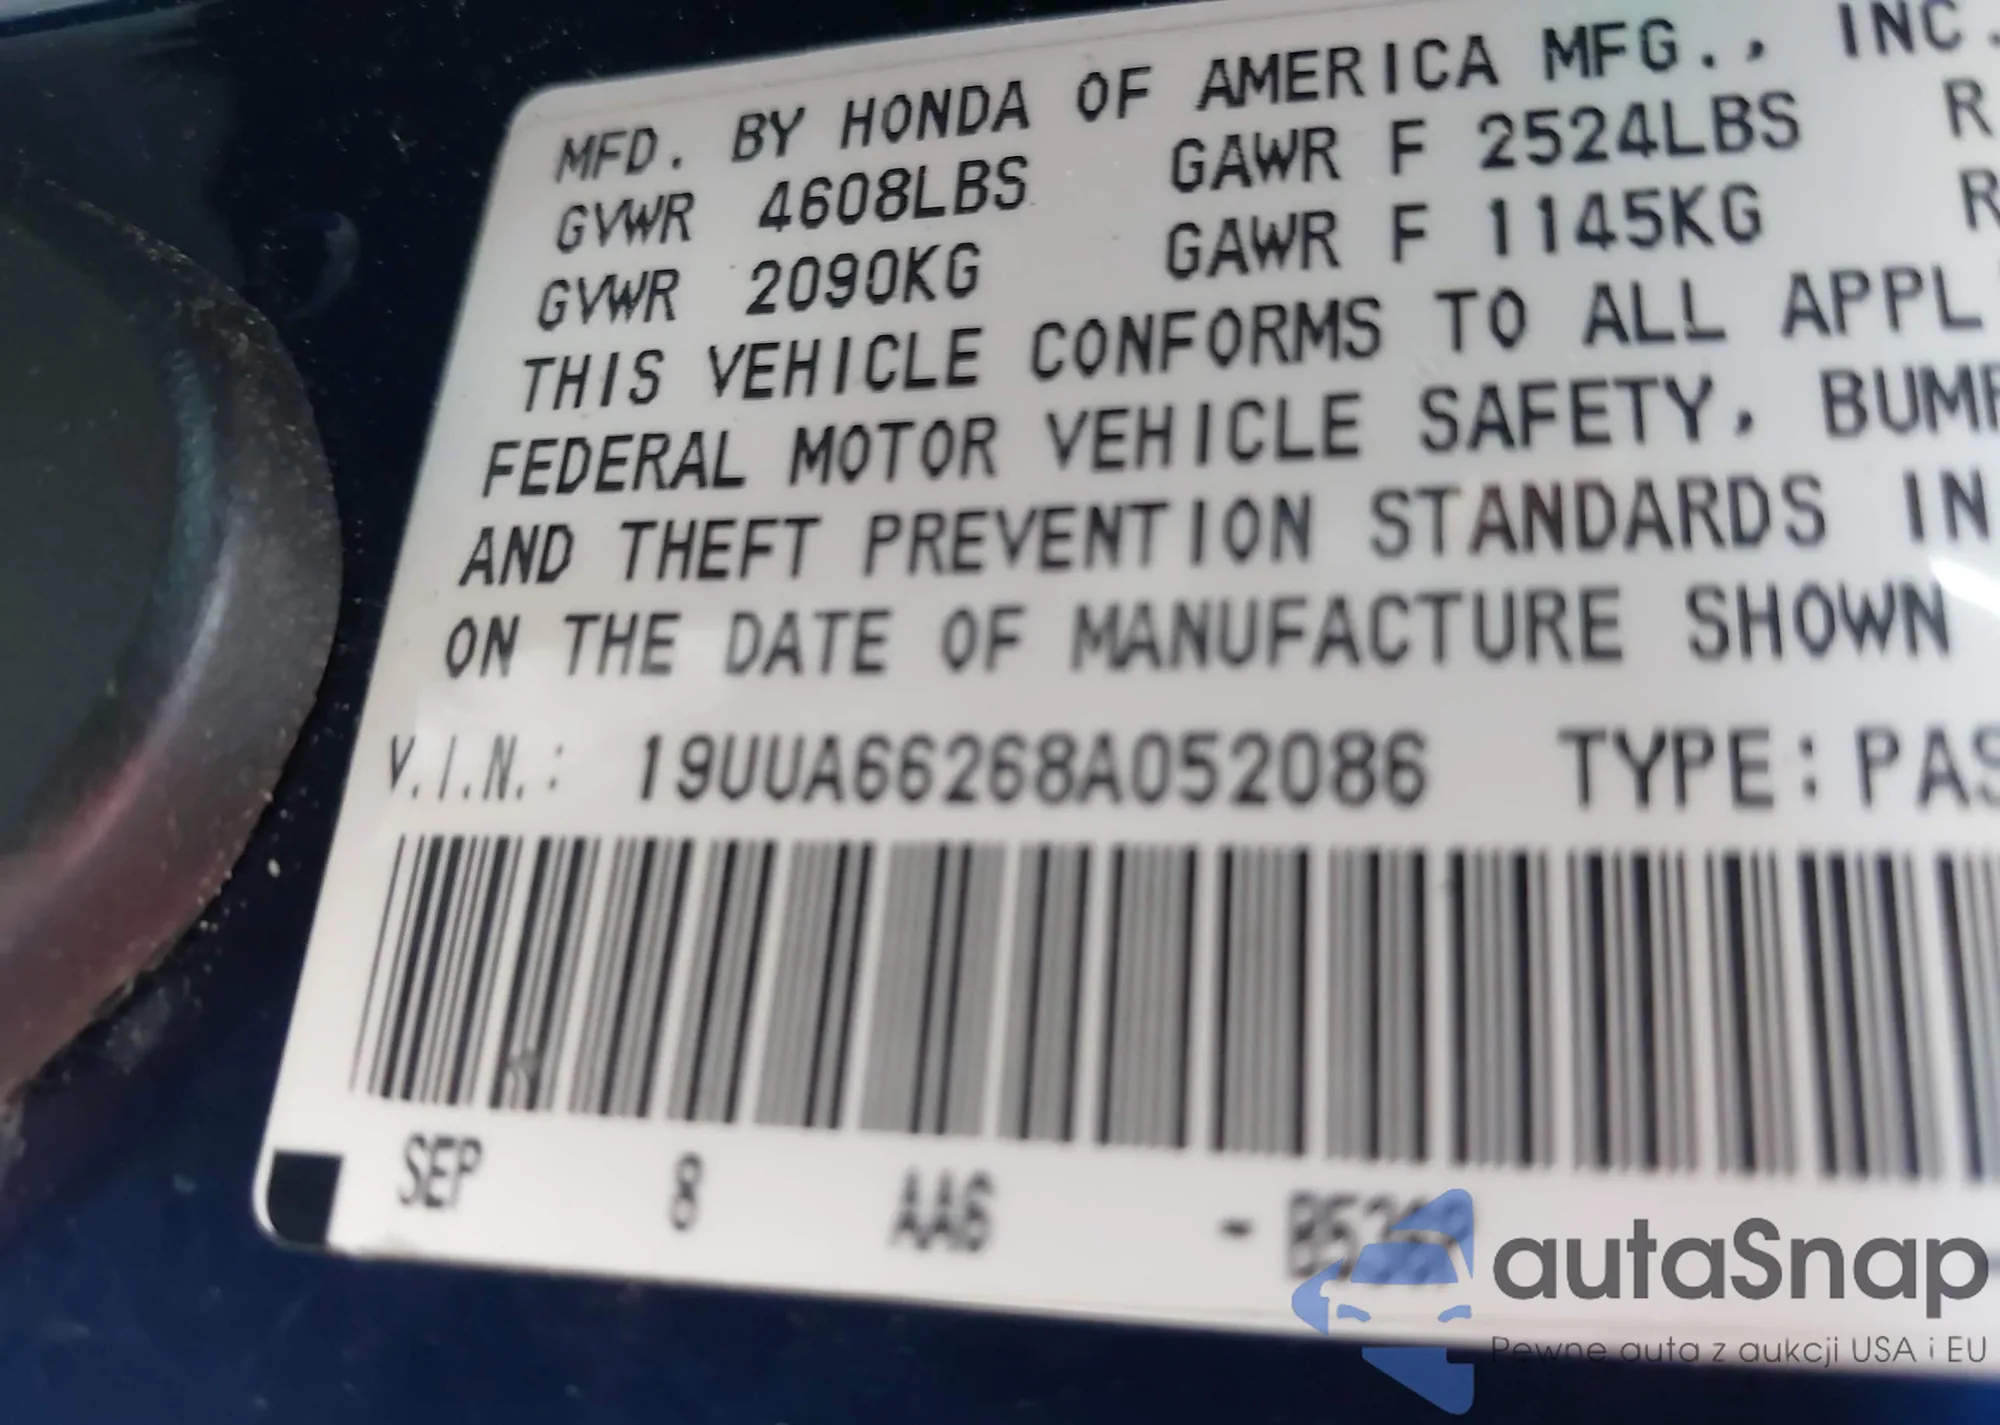 MFD. BY HONDA OF AMERICA MFG., INC.
GVWR 4608LBS GAWR F 2524LBS R
GVWR 2090KG GAWR F 1145KG R
THIS VEHICLE CONFORMS TO ALL APPL
FEDERAL MOTOR VEHICLE SAFETY, BUM
AND THEFT PREVENTION STANDARDS IN
ON THE DATE OF MANUFACTURE SHOWN
V.I.N.: 19UUA66268A052086 TYPE: PAS
SEP 8 AA6 -
autaSnap
Pewne auta z aukcji USA i EU